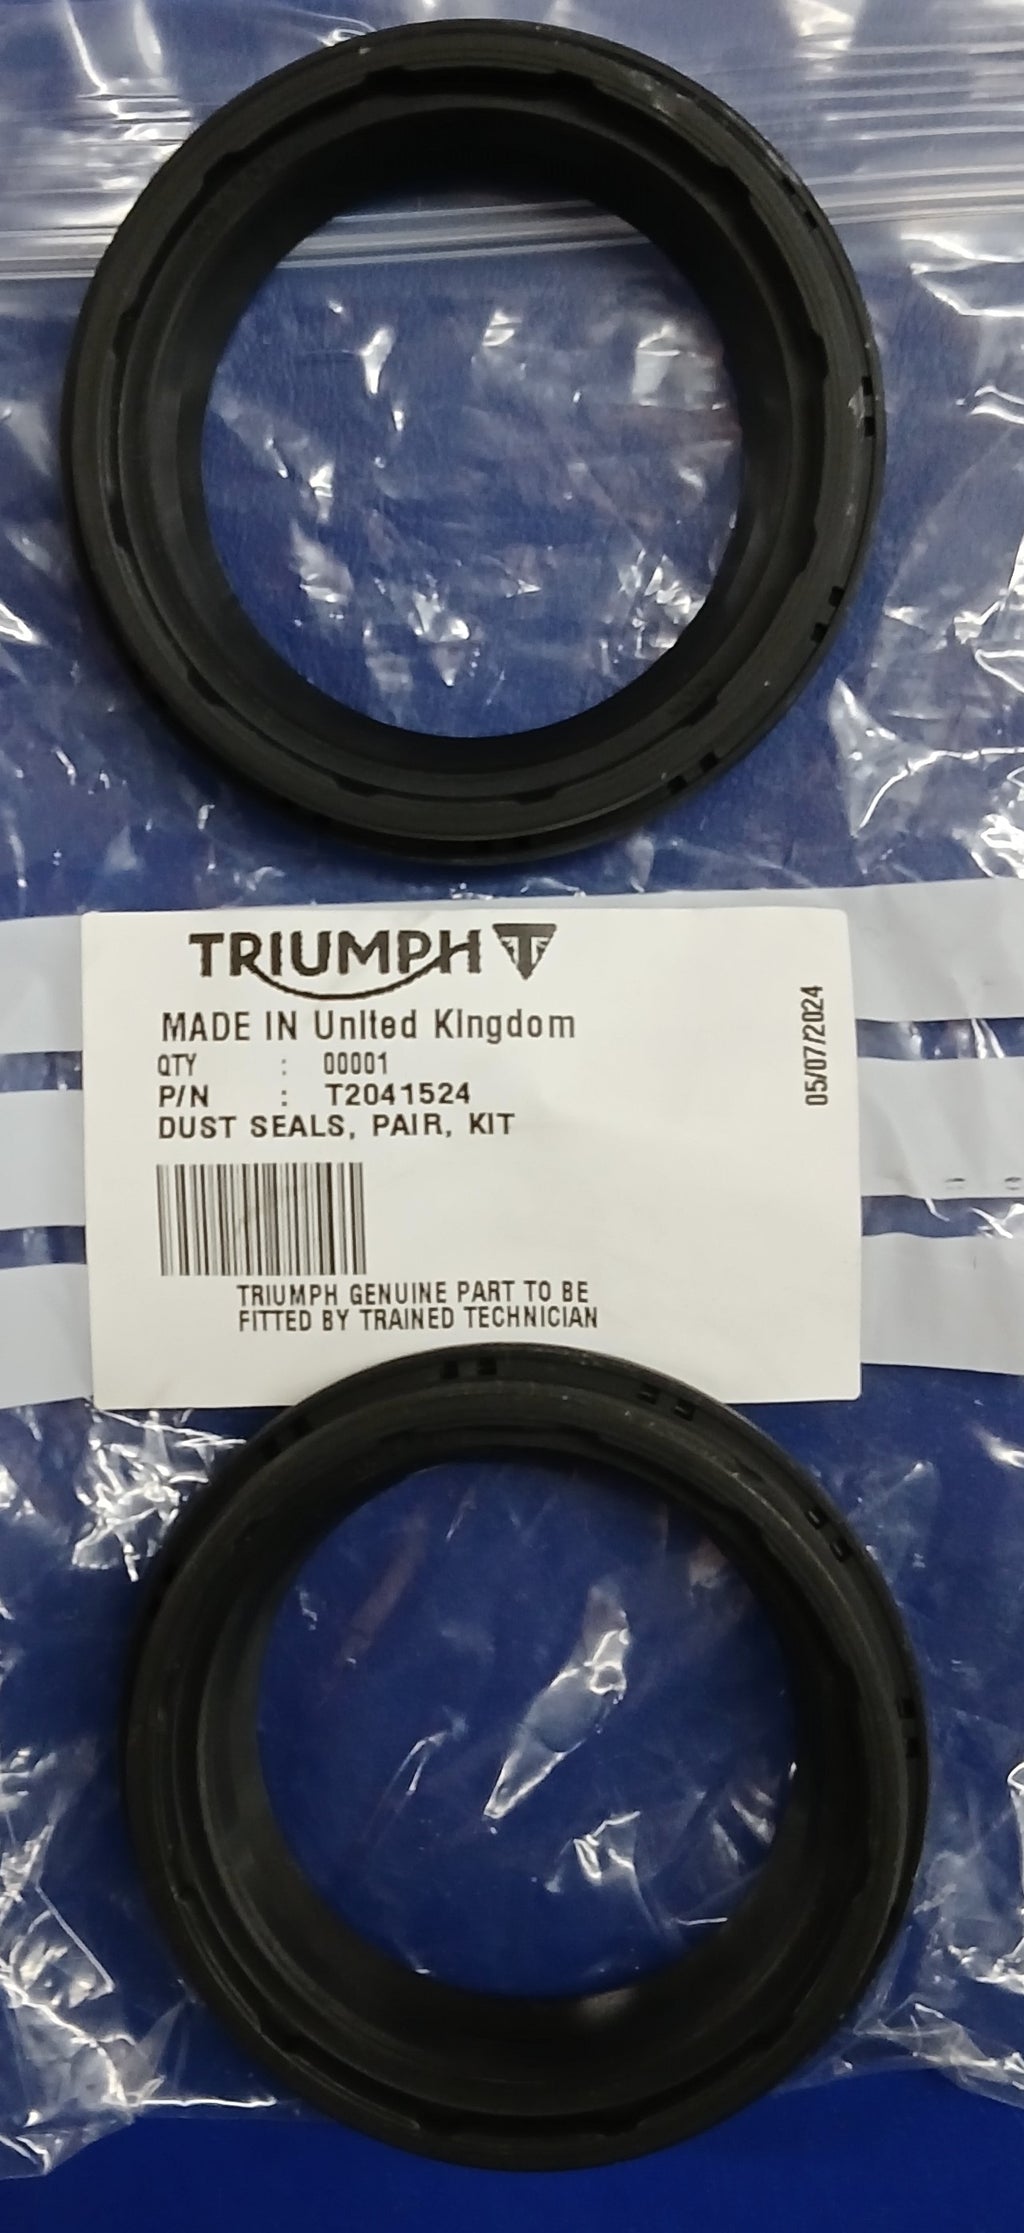 TRIUMPH
MADE IN United Kingdom
QTY : 00001
P/N : T2041524
DUST SEALS, PAIR, KIT
TRIUMPH GENUINE PART TO BE
FITTED BY TRAINED TECHNICIAN
05/07/2024